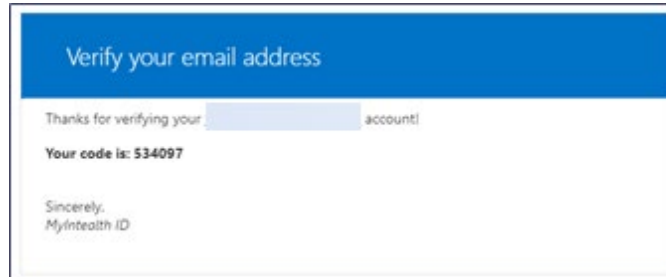 Verify your email address
Thanks for verifying your account!
Your code is: 534097
Sincerely,
MyIntealth ID